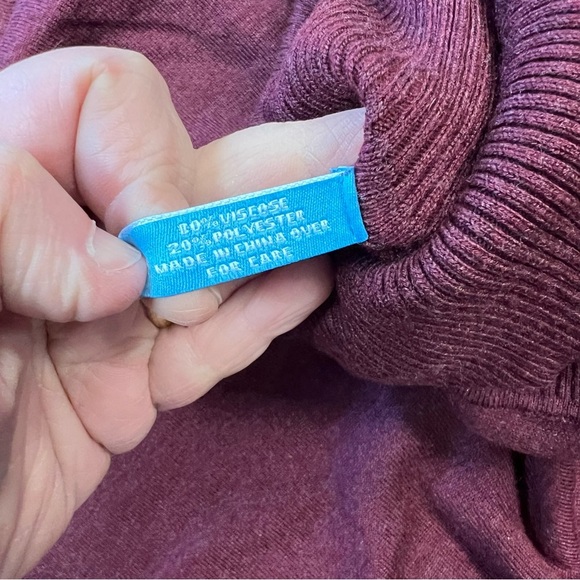 80% VISCOSE
20% POLYESTER
MADE IN CHINA OVER
FOR CARE